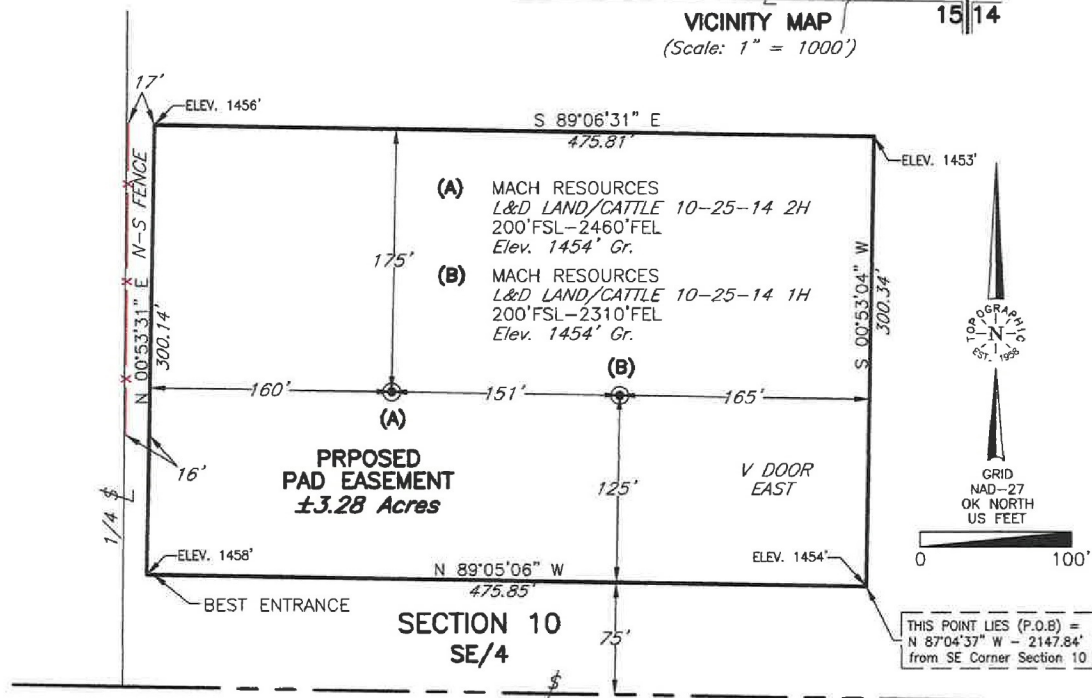 VICINITY MAP
(Scale: 1" = 1000')
15 14
17'
ELEV. 1456'
S 89°06'31" E
475.81'
ELEV. 1453'
N-S FENCE
N 00°53'31" E
300.14'
175'
(A) MACH RESOURCES
L&D LAND/CATTLE 10-25-14 2H
200'FSL-2460'FEL
Elev. 1454' Gr.
(B) MACH RESOURCES
L&D LAND/CATTLE 10-25-14 1H
200'FSL-2310'FEL
Elev. 1454' Gr.
S 00°53'04" W
300.34'
TOPOGRAPHIC
N
EST. 1958
160'
(A)
151'
(B)
165'
16'
PRPOSED
PAD EASEMENT
±3.28 Acres
125'
V DOOR
EAST
GRID
NAD-27
OK NORTH
US FEET
0 100'
1/4 $
ELEV. 1458'
N 89°05'06" W
475.85'
ELEV. 1454'
BEST ENTRANCE
SECTION 10
SE/4
75'
$
THIS POINT LIES (P.O.B) =
N 87°04'37" W - 2147.84'
from SE Corner Section 10